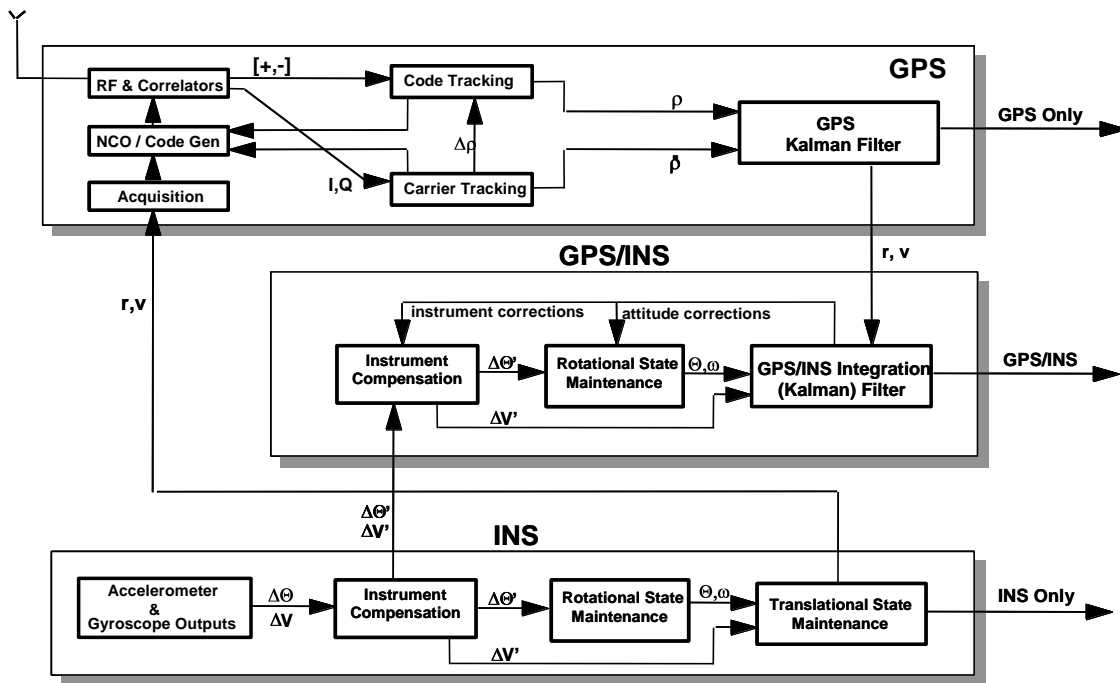 GPS
RF & Correlators
[+,-]
Code Tracking
ρ
GPS
Kalman Filter
GPS Only
NCO / Code Gen
Δρ
ρ̇
Acquisition
I,Q
Carrier Tracking
r, v
GPS/INS
r,v
instrument corrections
attitude corrections
Instrument
Compensation
ΔΘ'
Rotational State
Maintenance
Θ,ω
GPS/INS Integration
(Kalman) Filter
GPS/INS
ΔV'
ΔΘ'
ΔV'
INS
Accelerometer
&
Gyroscope Outputs
ΔΘ
ΔV
Instrument
Compensation
ΔΘ'
Rotational State
Maintenance
Θ,ω
Translational State
Maintenance
INS Only
ΔV'